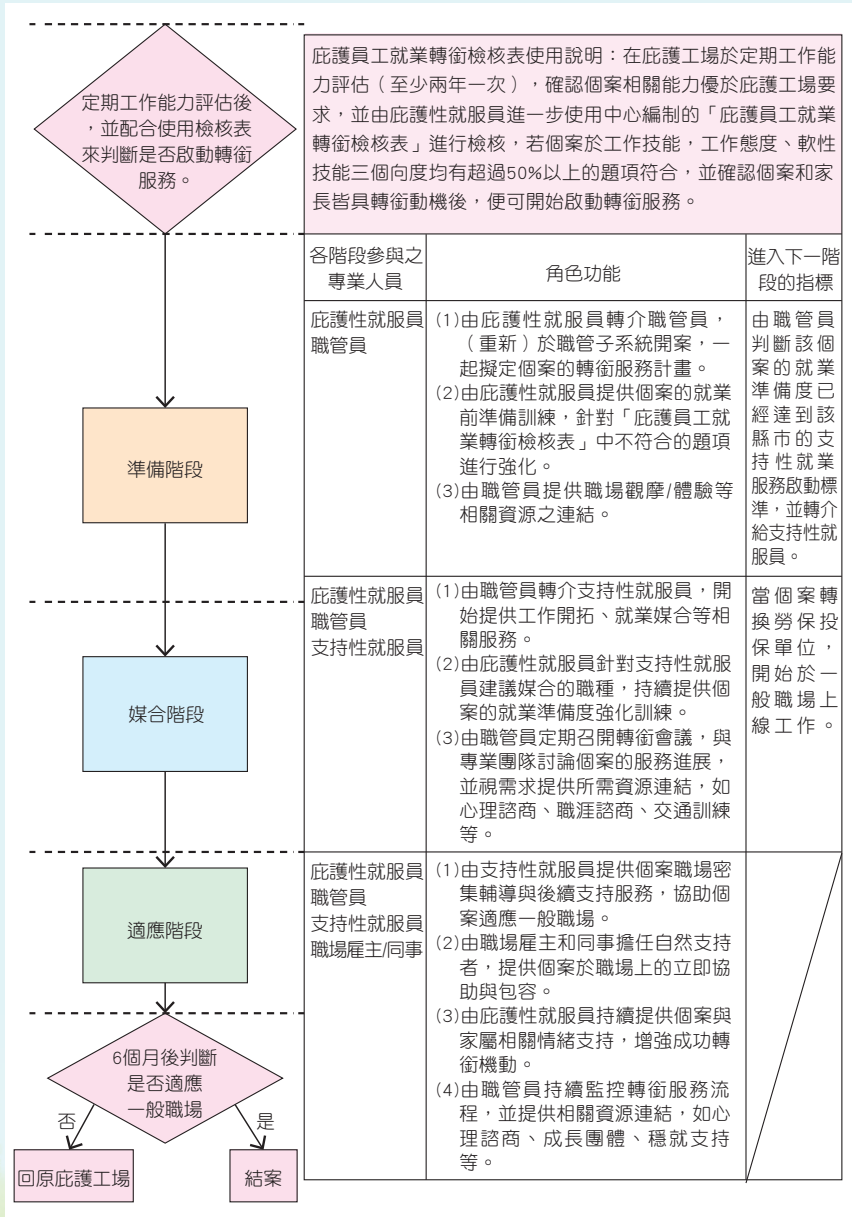 定期工作能力評估後
，並配合使用檢核表
來判斷是否啟動轉銜
服務。
庇護員工就業轉銜檢核表使用說明：在庇護工場於定期工作能
力評估（至少兩年一次），確認個案相關能力優於庇護工場要
求，並由庇護性就服員進一步使用中心編制的「庇護員工就業
轉銜檢核表」進行檢核，若個案於工作技能，工作態度、軟性
技能三個向度均有超過50%以上的題項符合，並確認個案和家
長皆具轉銜動機後，便可開始啟動轉銜服務。
各階段參與之
專業人員
角色功能
進入下一階
段的指標
準備階段
庇護性就服員
職管員
(1)由庇護性就服員轉介職管員，
（重新）於職管子系統開案，一
起擬定個案的轉銜服務計畫。
(2)由庇護性就服員提供個案的就業
前準備訓練，針對「庇護員工就
業轉銜檢核表」中不符合的題項
進行強化。
(3)由職管員提供職場觀摩/體驗等
相關資源之連結。
由職管員
判斷該個
案的就業
準備度已
經達到該
縣市的支
持性就業
服務啟動標
準，並轉介
給支持性就
服員。
媒合階段
庇護性就服員
職管員
支持性就服員
(1)由職管員轉介支持性就服員，開
始提供工作開拓、就業媒合等相
關服務。
(2)由庇護性就服員針對支持性就服
員建議媒合的職種，持續提供個
案的就業準備度強化訓練。
(3)由職管員定期召開轉銜會議，與
專業團隊討論個案的服務進展，
並視需求提供所需資源連結，如
心理諮商、職涯諮商、交通訓練
等。
當個案轉
換勞保投
保單位，
開始於一
般職場上
線工作。
適應階段
庇護性就服員
職管員
支持性就服員
職場雇主/同事
(1)由支持性就服員提供個案職場密
集輔導與後續支持服務，協助個
案適應一般職場。
(2)由職場雇主和同事擔任自然支持
者，提供個案於職場上的立即協
助與包容。
(3)由庇護性就服員持續提供個案與
家屬相關情緒支持，增強成功轉
銜機動。
(4)由職管員持續監控轉銜服務流
程，並提供相關資源連結，如心
理諮商、成長團體、穩就支持
等。
6個月後判斷
是否適應
一般職場
否
是
回原庇護工場
結案